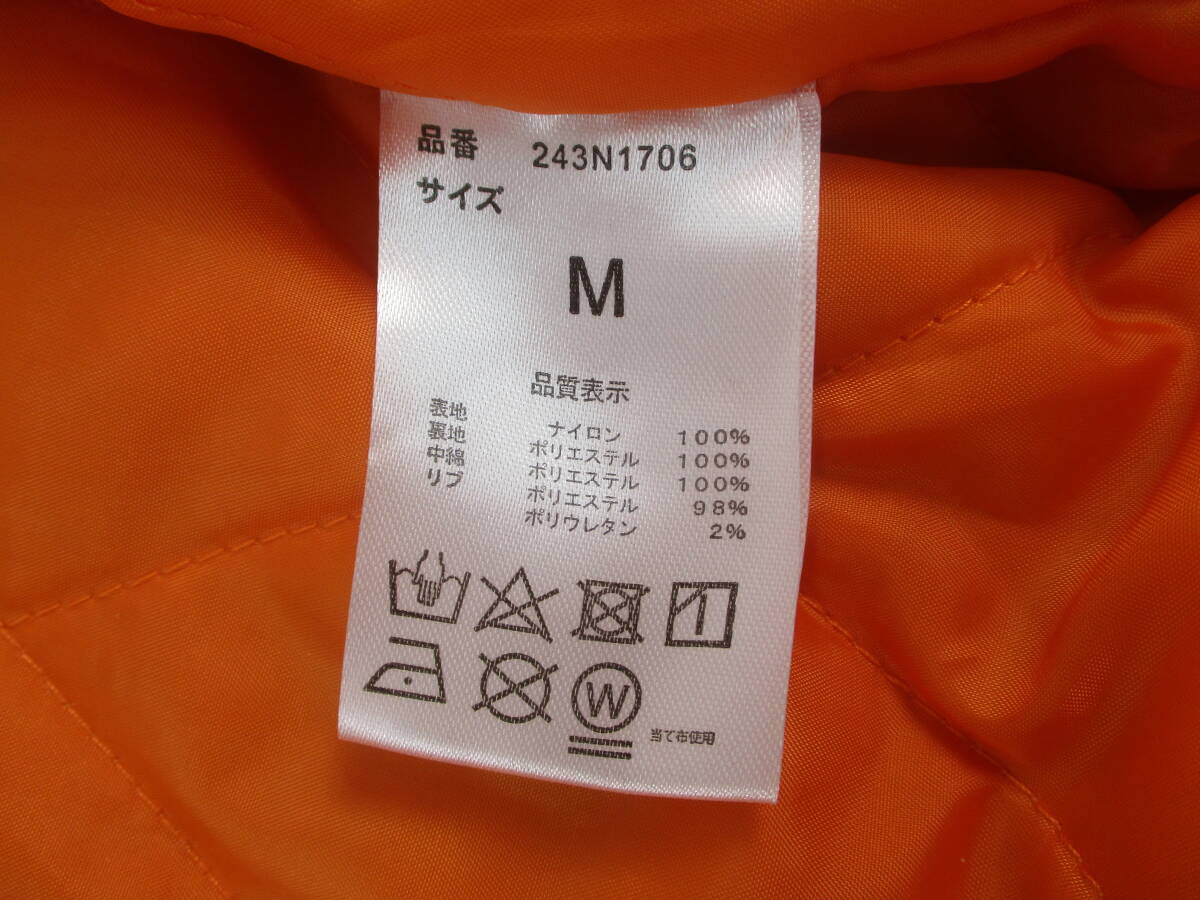 品番 243N1706
サイズ
M
品質表示
表地 ナイロン 100%
裏地 ポリエステル 100%
中綿 ポリエステル 100%
リブ ポリエステル 98%
ポリウレタン 2%
W
当て布使用